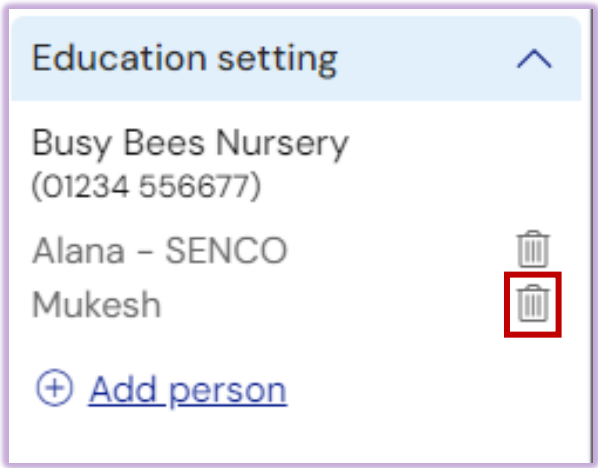 Education setting
Busy Bees Nursery
(01234 556677)
Alana – SENCO
Mukesh
Add person